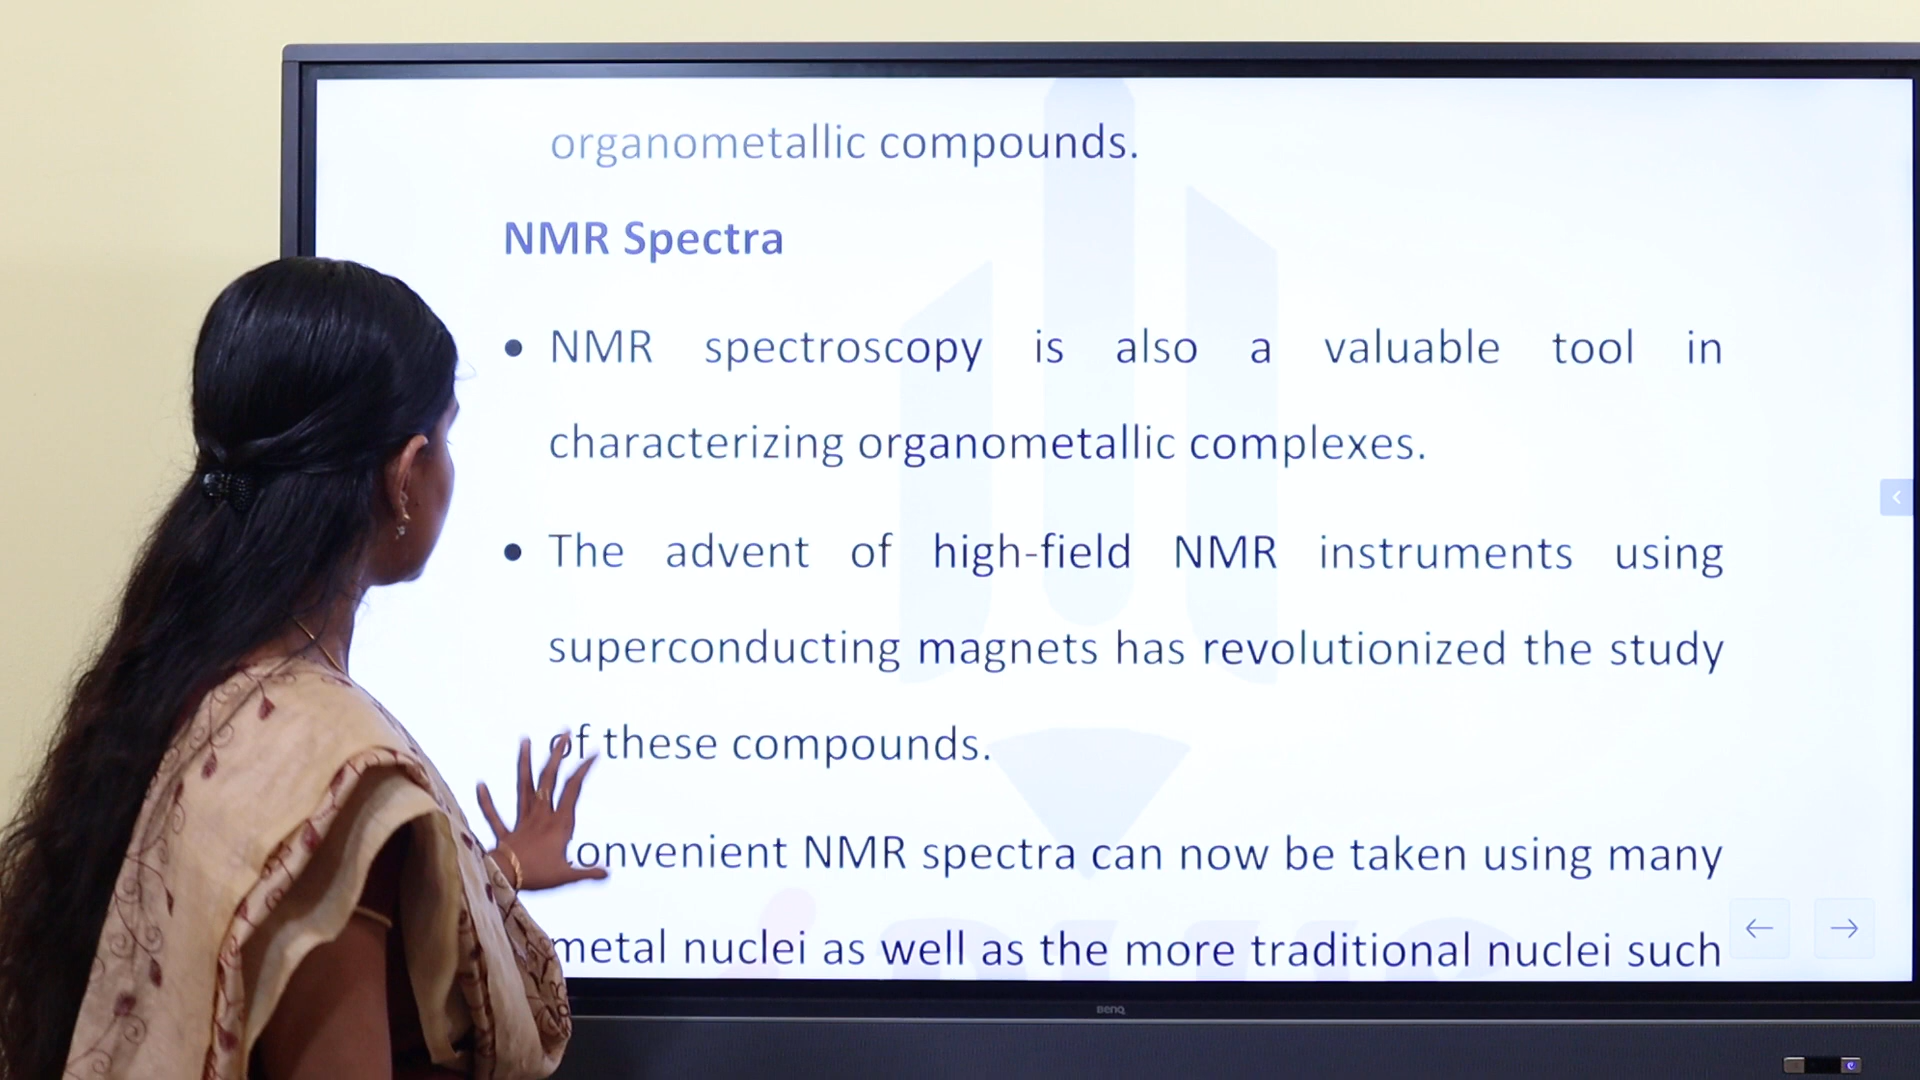 organometallic compounds.
NMR Spectra
• NMR spectroscopy is also a valuable tool in
characterizing organometallic complexes.
• The advent of high-field NMR instruments using
superconducting magnets has revolutionized the study
of these compounds.
Convenient NMR spectra can now be taken using many
metal nuclei as well as the more traditional nuclei such
BenQ